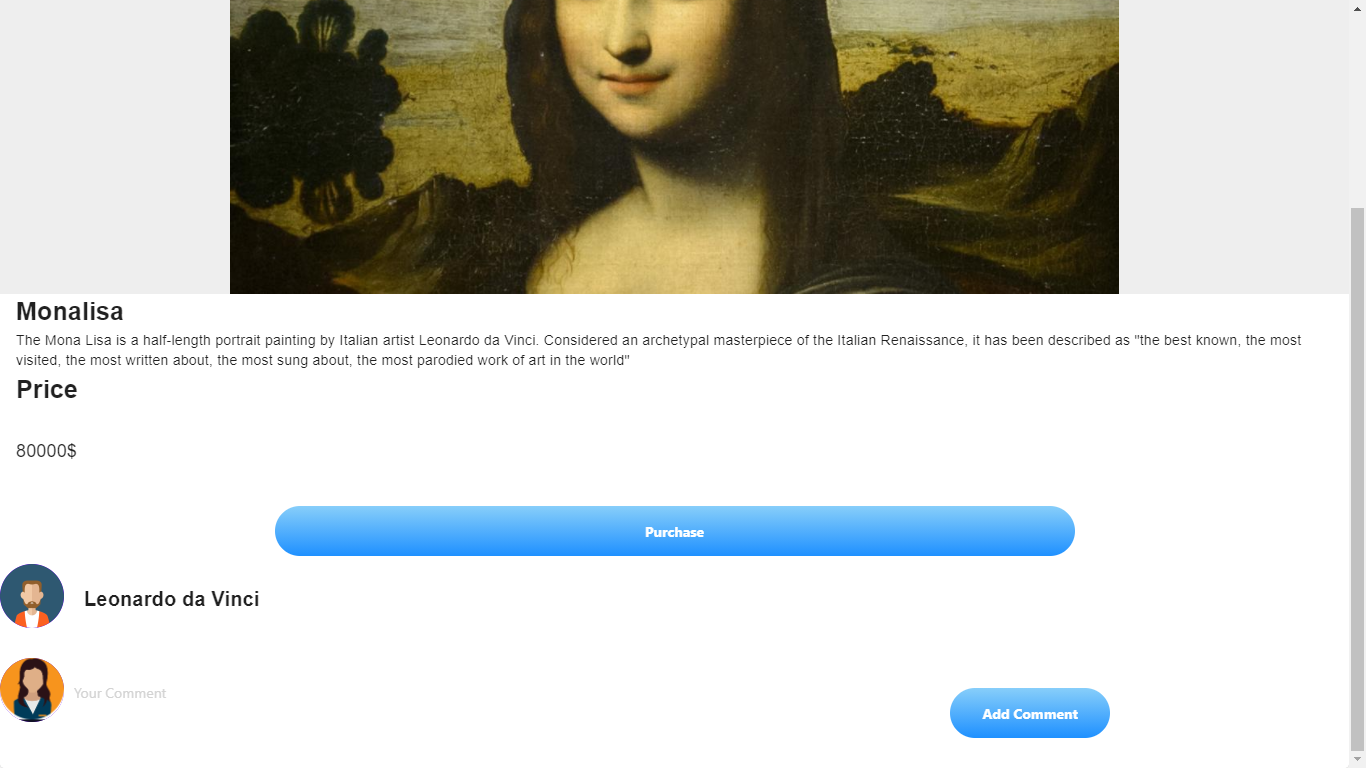 Monalisa
The Mona Lisa is a half-length portrait painting by Italian artist Leonardo da Vinci. Considered an archetypal masterpiece of the Italian Renaissance, it has been described as "the best known, the most
visited, the most written about, the most sung about, the most parodied work of art in the world"
Price
80000$
Purchase
Leonardo da Vinci
Your Comment
Add Comment